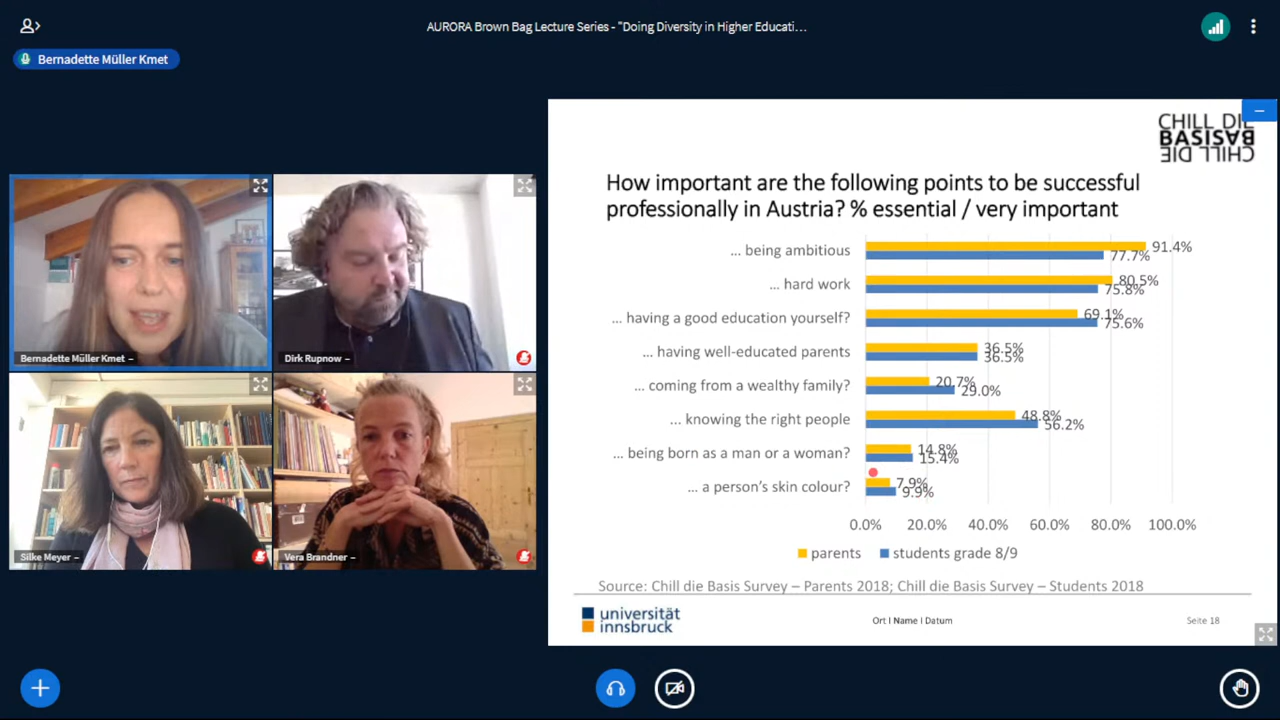 AURORA Brown Bag Lecture Series - "Doing Diversity in Higher Educati...
Bernadette Müller Kmet
Bernadette Müller Kmet
Dirk Rupnow
Silke Meyer
Vera Brandner
CHILL DIE
BASIS
CHILL DIE
How important are the following points to be successful
professionally in Austria? % essential / very important
... being ambitious
91.4%
77.7%
... hard work
80.5%
75.8%
... having a good education yourself?
69.1%
75.6%
... having well-educated parents
36.5%
36.5%
... coming from a wealthy family?
20.7%
29.0%
... knowing the right people
48.8%
56.2%
... being born as a man or a woman?
14.8%
15.4%
... a person's skin colour?
7.9%
9.9%
0.0% 20.0% 40.0% 60.0% 80.0% 100.0%
parents students grade 8/9
Source: Chill die Basis Survey – Parents 2018; Chill die Basis Survey – Students 2018
universität
innsbruck
Ort I Name I Datum
Seite 18